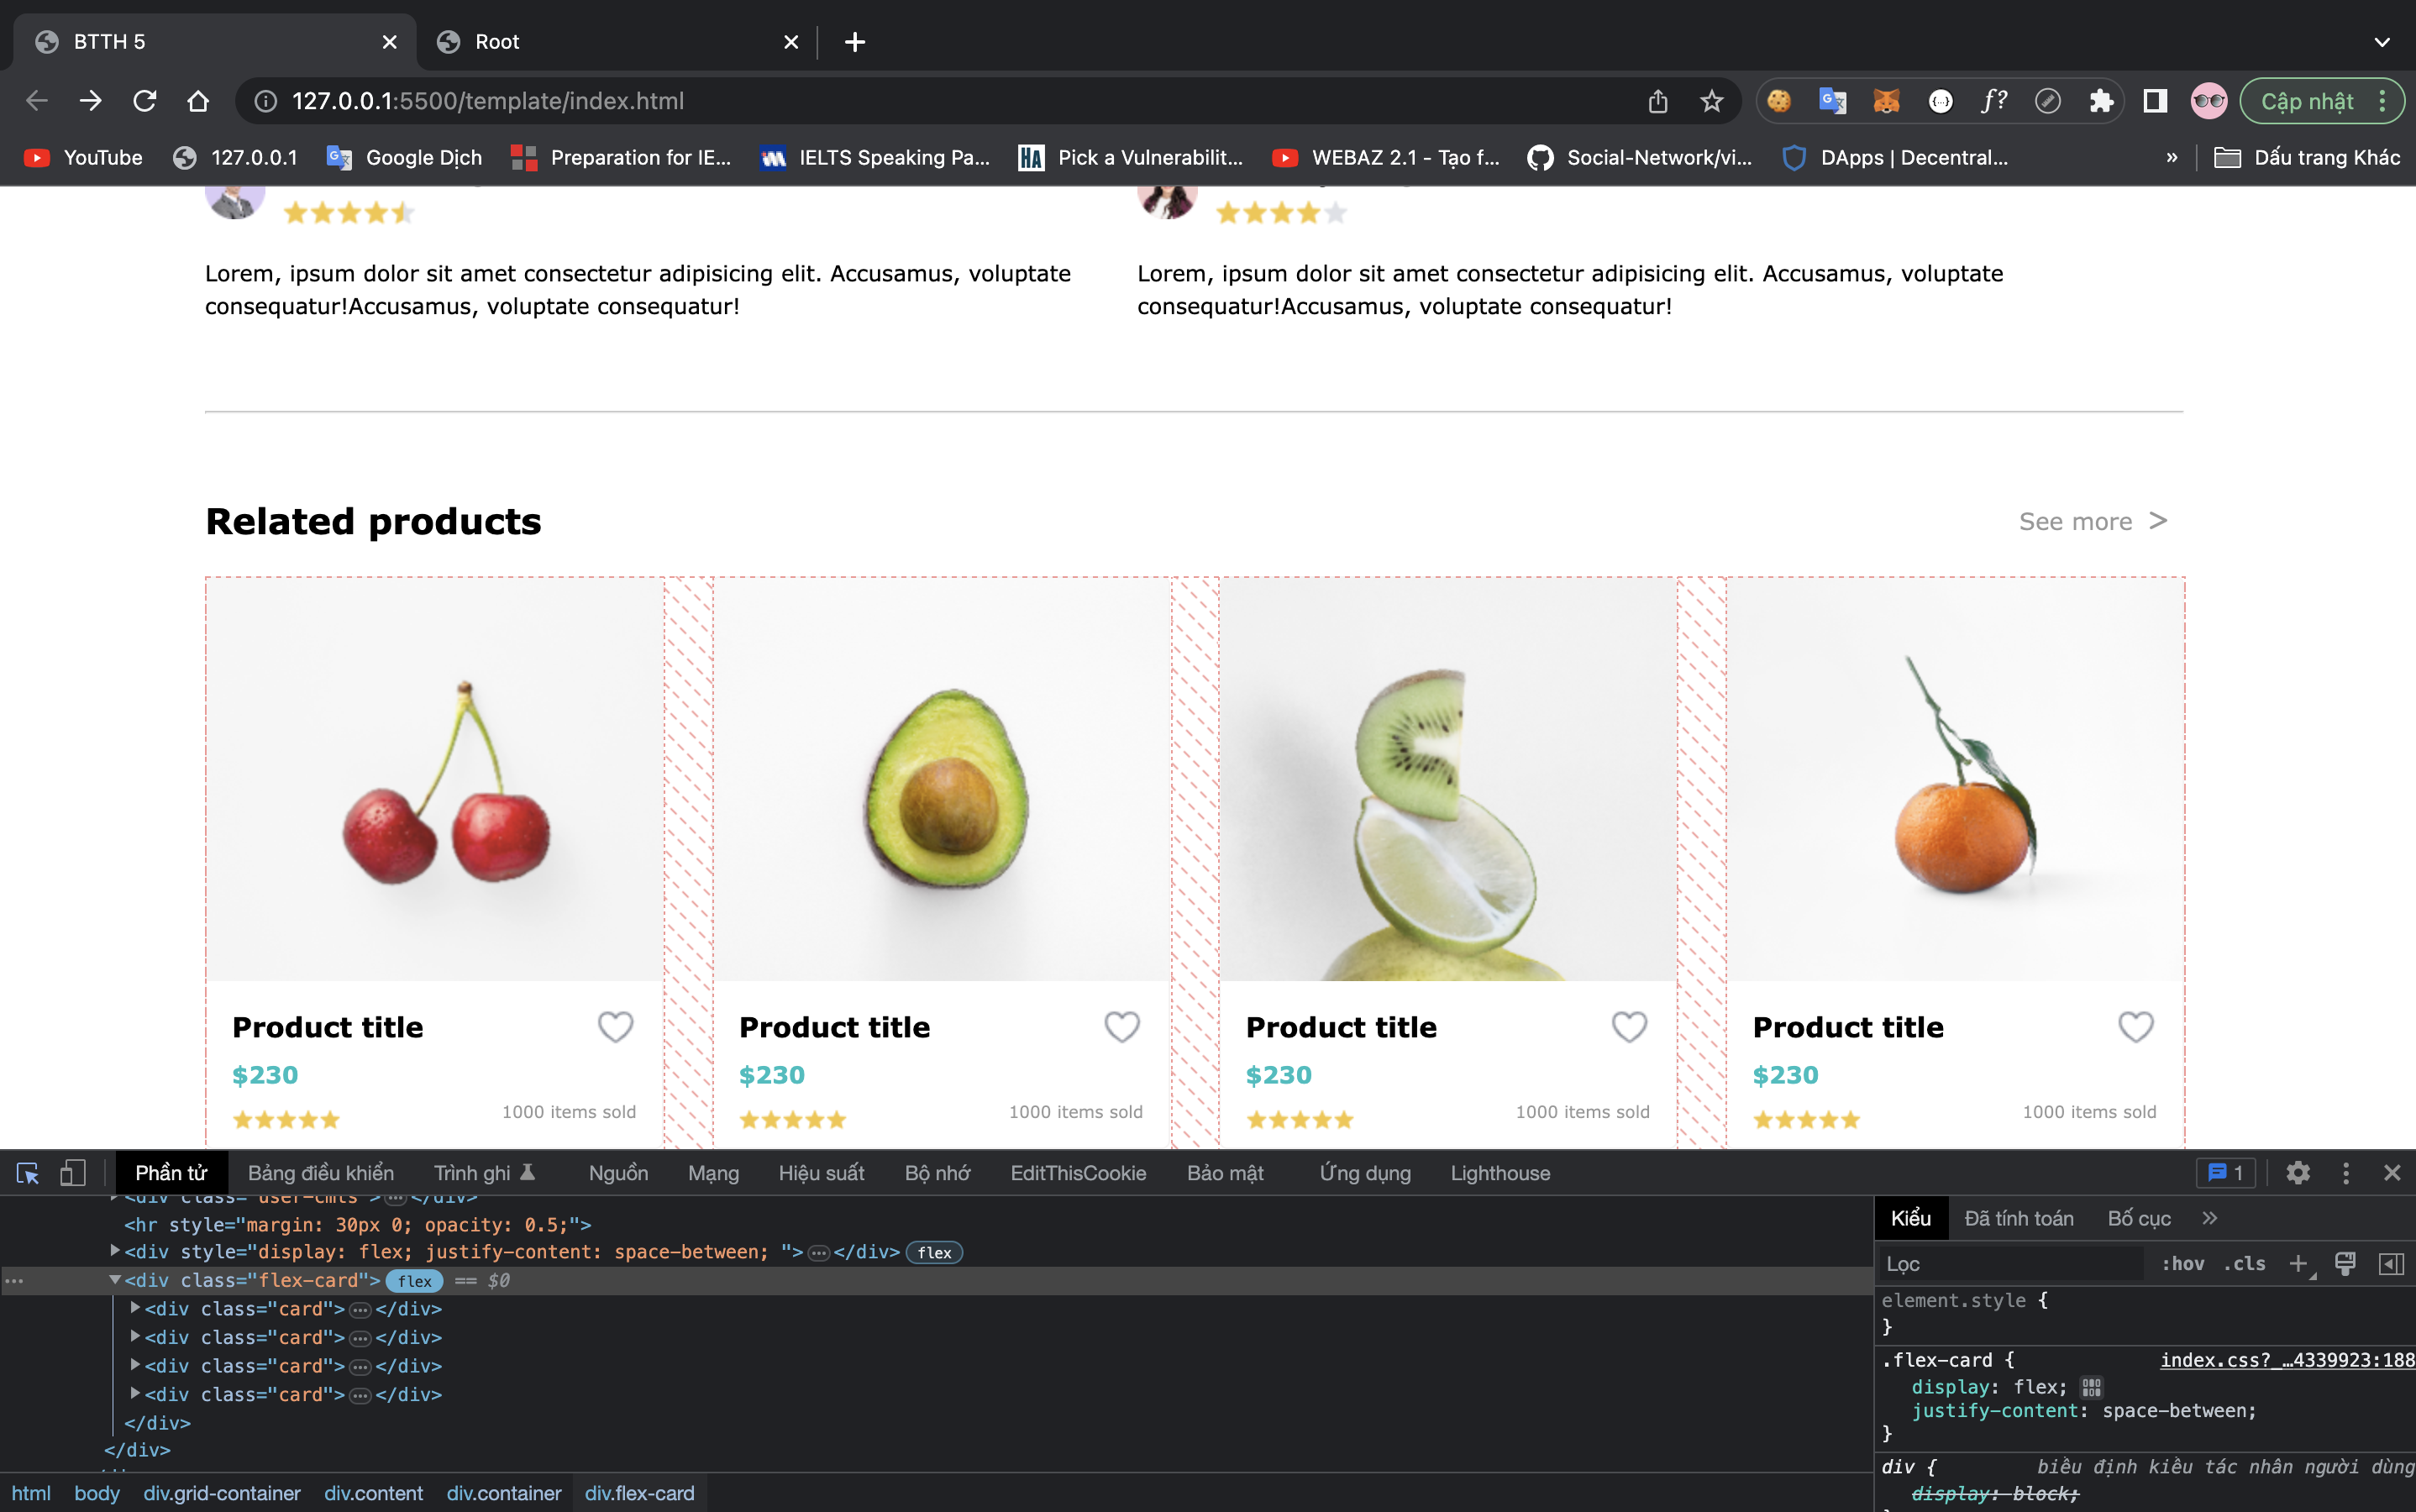 BTTH 5
Root
127.0.0.1:5500/template/index.html
Cập nhật
YouTube
127.0.0.1
Google Dịch
Preparation for IE...
IELTS Speaking Pa...
HA
Pick a Vulnerabilit...
WEBAZ 2.1 - Tạo f...
Social-Network/vi...
DApps | Decentral...
»
Dấu trang Khác
Lorem, ipsum dolor sit amet consectetur adipisicing elit. Accusamus, voluptate
consequatur!Accusamus, voluptate consequatur!
Lorem, ipsum dolor sit amet consectetur adipisicing elit. Accusamus, voluptate
consequatur!Accusamus, voluptate consequatur!
Related products
See more >
Product title
$230
1000 items sold
Product title
$230
1000 items sold
Product title
$230
1000 items sold
Product title
$230
1000 items sold
Phần tử
Bảng điều khiển
Trình ghi
Nguồn
Mạng
Hiệu suất
Bộ nhớ
EditThisCookie
Bảo mật
Ứng dụng
Lighthouse
1
<div class="user-cmts">…</div>
<hr style="margin: 30px 0; opacity: 0.5;">
<div style="display: flex; justify-content: space-between; ">…</div> flex
<div class="flex-card"> flex == $0
<div class="card">…</div>
<div class="card">…</div>
<div class="card">…</div>
<div class="card">…</div>
</div>
</div>
html body div.grid-container div.content div.container div.flex-card
Kiểu
Đã tính toán
Bố cục
»
Lọc
:hov .cls
element.style {
}
.flex-card { index.css?_…4339923:188
display: flex;
justify-content: space-between;
}
div { biểu định kiểu tác nhân người dùng
display: block;